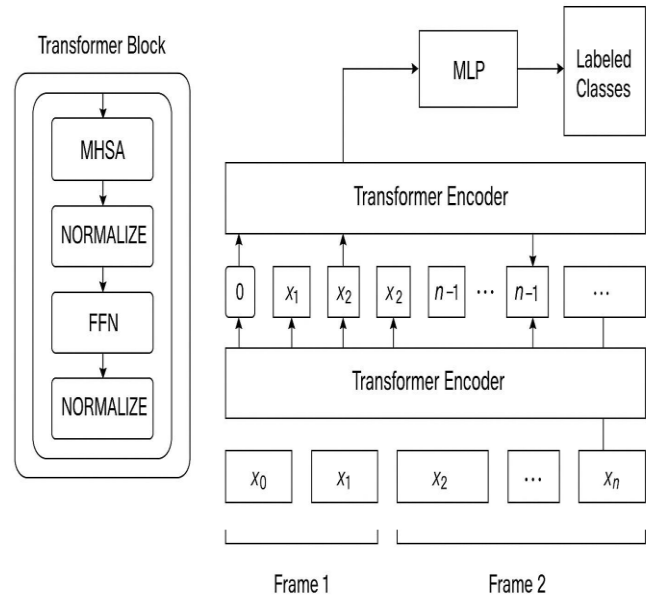 Transformer Block
MHSA
NORMALIZE
FFN
NORMALIZE
MLP
Labeled
Classes
Transformer Encoder
0 x₁ x₂ x₂ n−1 ··· n−1 ···
Transformer Encoder
x₀ x₁ x₂ ··· xₙ
Frame 1 Frame 2